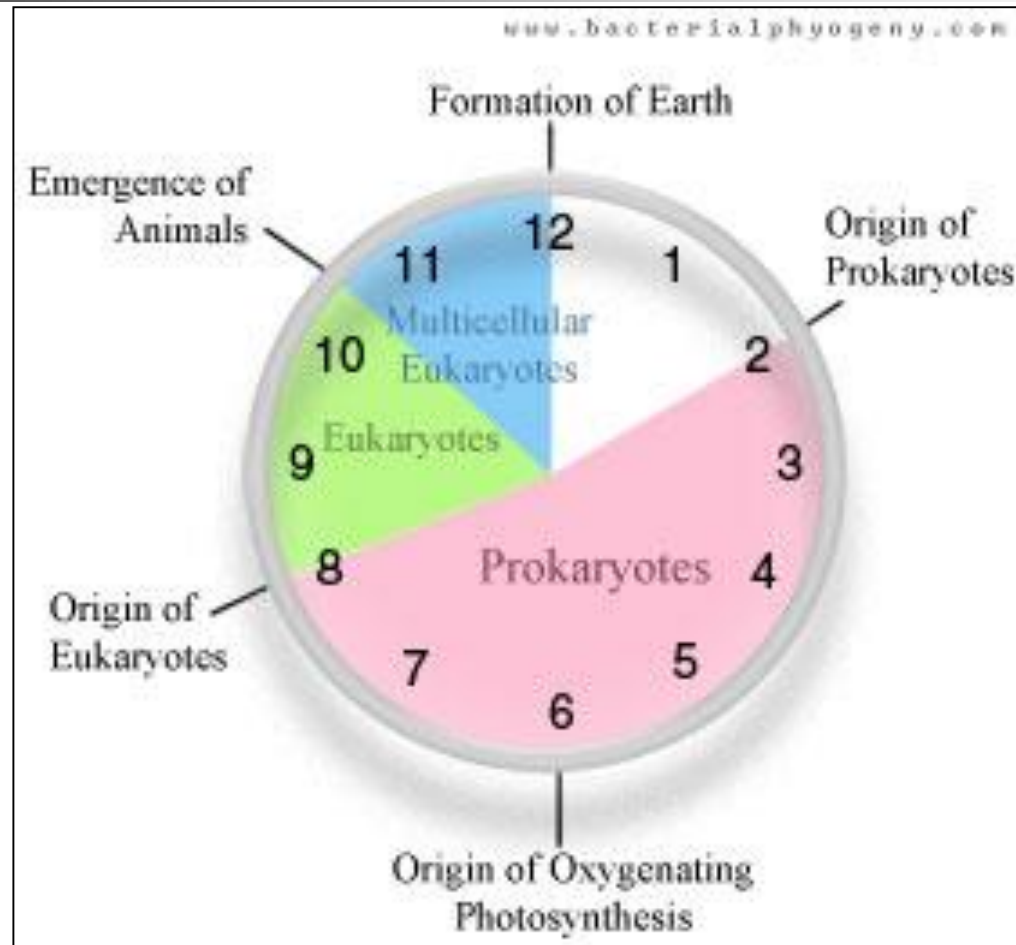 www.bacterialphyogeny.com
Formation of Earth
Emergence of
Animals
Origin of
Prokaryotes
12
1
2
3
4
5
6
7
8
9
10
11
Multicellular
Eukaryotes
Eukaryotes
Prokaryotes
Origin of
Eukaryotes
Origin of Oxygenating
Photosynthesis